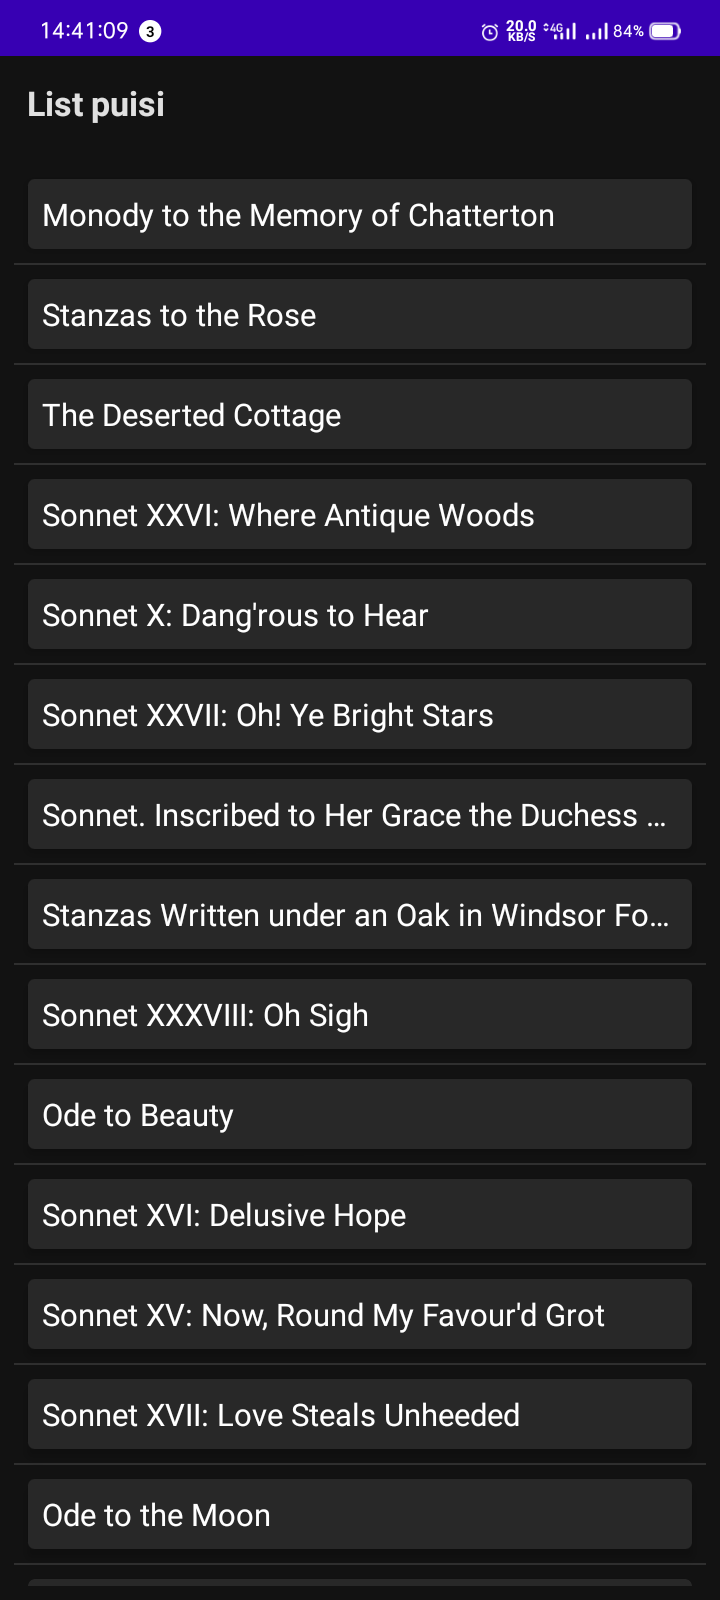 14:41:09 3 20.0 KB/S 4G 84%
List puisi
Monody to the Memory of Chatterton
Stanzas to the Rose
The Deserted Cottage
Sonnet XXVI: Where Antique Woods
Sonnet X: Dang'rous to Hear
Sonnet XXVII: Oh! Ye Bright Stars
Sonnet. Inscribed to Her Grace the Duchess ...
Stanzas Written under an Oak in Windsor Fo...
Sonnet XXXVIII: Oh Sigh
Ode to Beauty
Sonnet XVI: Delusive Hope
Sonnet XV: Now, Round My Favour'd Grot
Sonnet XVII: Love Steals Unheeded
Ode to the Moon